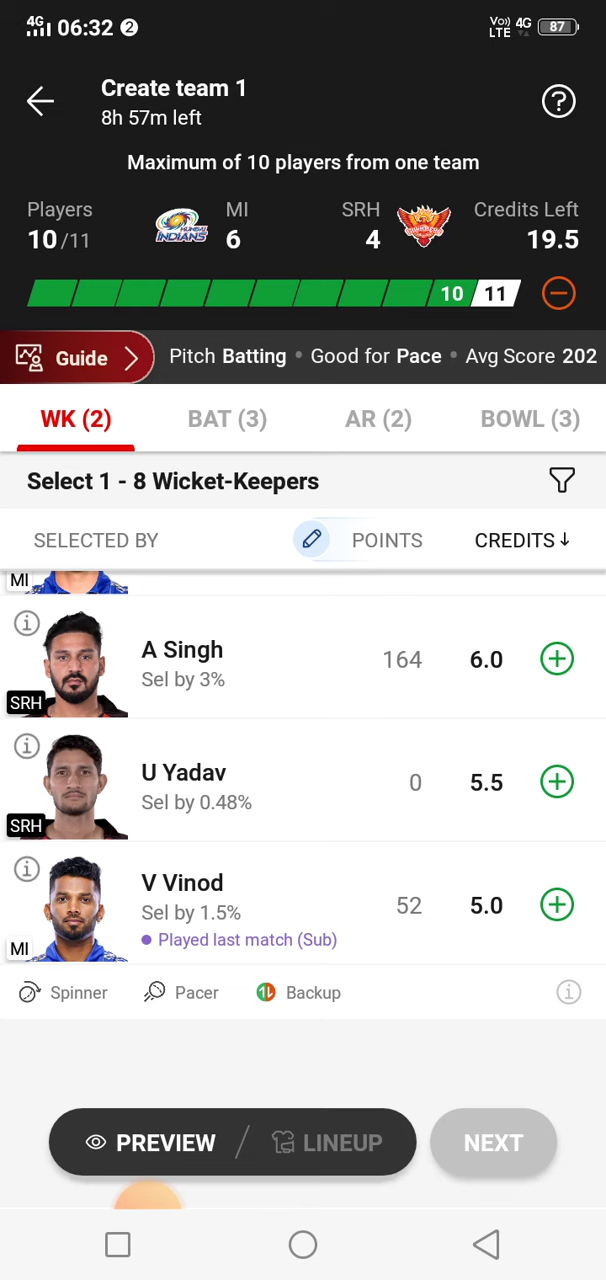 4G 06:32 2 Vo)) LTE 4G 87
Create team 1
8h 57m left
?
Maximum of 10 players from one team
Players MI SRH Credits Left
10/11 MUMBAI INDIANS 6 4 19.5
10 11
Guide Pitch Batting • Good for Pace • Avg Score 202
WK (2) BAT (3) AR (2) BOWL (3)
Select 1 - 8 Wicket-Keepers
SELECTED BY POINTS CREDITS↓
MI
A Singh 164 6.0
Sel by 3%
SRH
U Yadav 0 5.5
Sel by 0.48%
SRH
V Vinod 52 5.0
Sel by 1.5%
• Played last match (Sub)
MI
Spinner Pacer Backup
PREVIEW / LINEUP NEXT